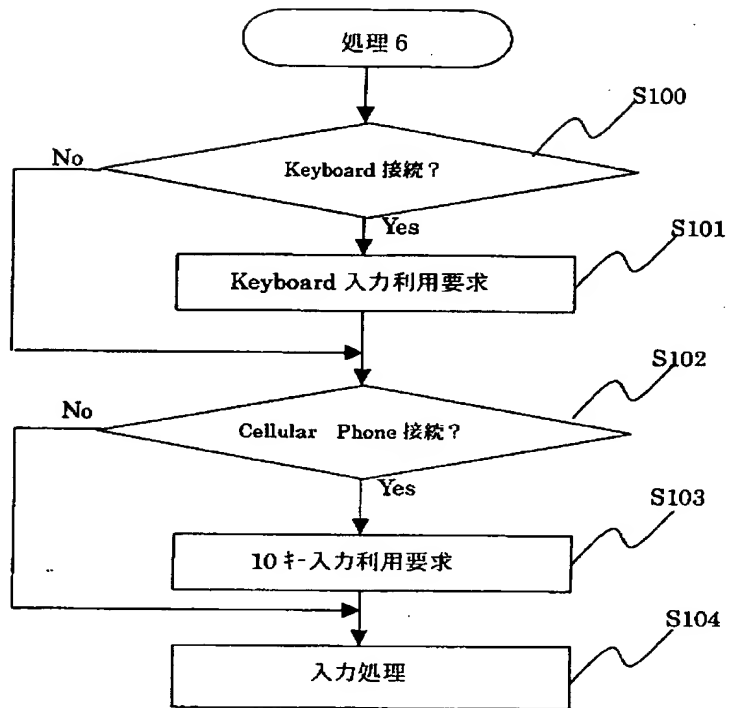 処理6
S100
No
Keyboard 接続？
Yes
S101
Keyboard 入力利用要求
S102
No
Cellular Phone 接続？
Yes
S103
10ｷｰ入力利用要求
S104
入力処理